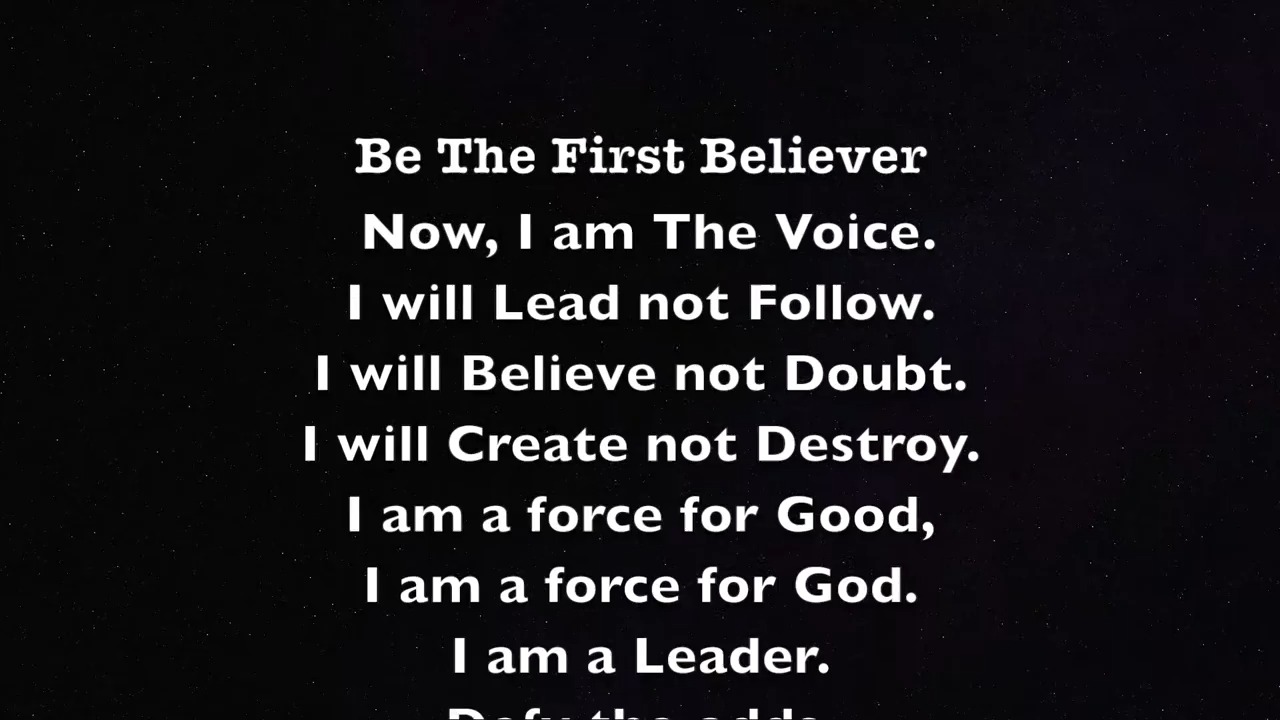 Be The First Believer
Now, I am The Voice.
I will Lead not Follow.
I will Believe not Doubt.
I will Create not Destroy.
I am a force for Good,
I am a force for God.
I am a Leader.
Defy the odds.